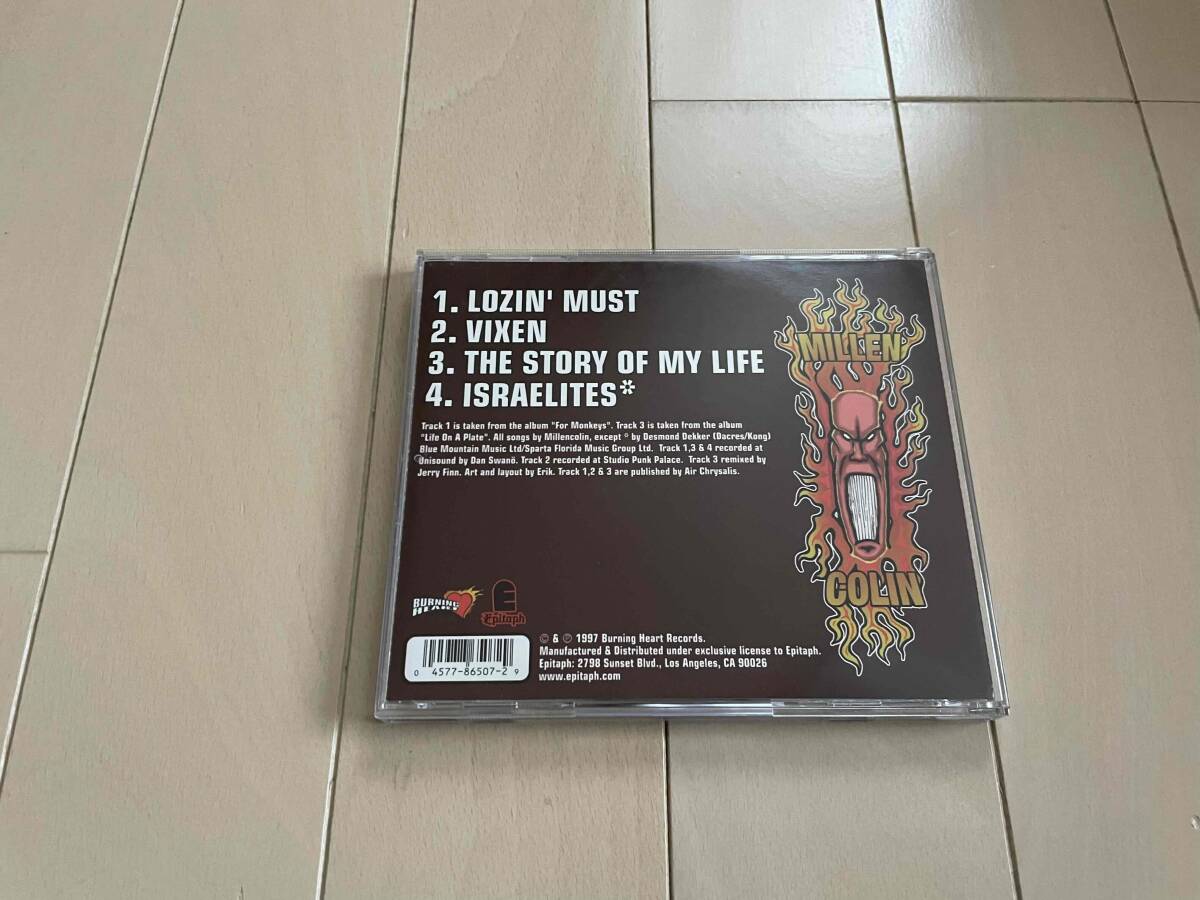 1. LOZIN' MUST
2. VIXEN
3. THE STORY OF MY LIFE
4. ISRAELITES*
Track 1 is taken from the album "For Monkeys". Track 3 is taken from the album
"Life On A Plate". All songs by Millencolin, except * by Desmond Dekker (Dacres/Kong)
Blue Mountain Music Ltd/Sparta Florida Music Group Ltd. Track 1,3 & 4 recorded at
Unisound by Dan Swanö. Track 2 recorded at Studio Punk Palace. Track 3 remixed by
Jerry Finn. Art and layout by Erik. Track 1,2 & 3 are published by Air Chrysalis.
MILLEN
COLIN
BURNING
HEART
Epitaph
© & ℗ 1997 Burning Heart Records.
Manufactured & Distributed under exclusive license to Epitaph.
Epitaph: 2798 Sunset Blvd., Los Angeles, CA 90026
www.epitaph.com
0 4577-86507-2 9